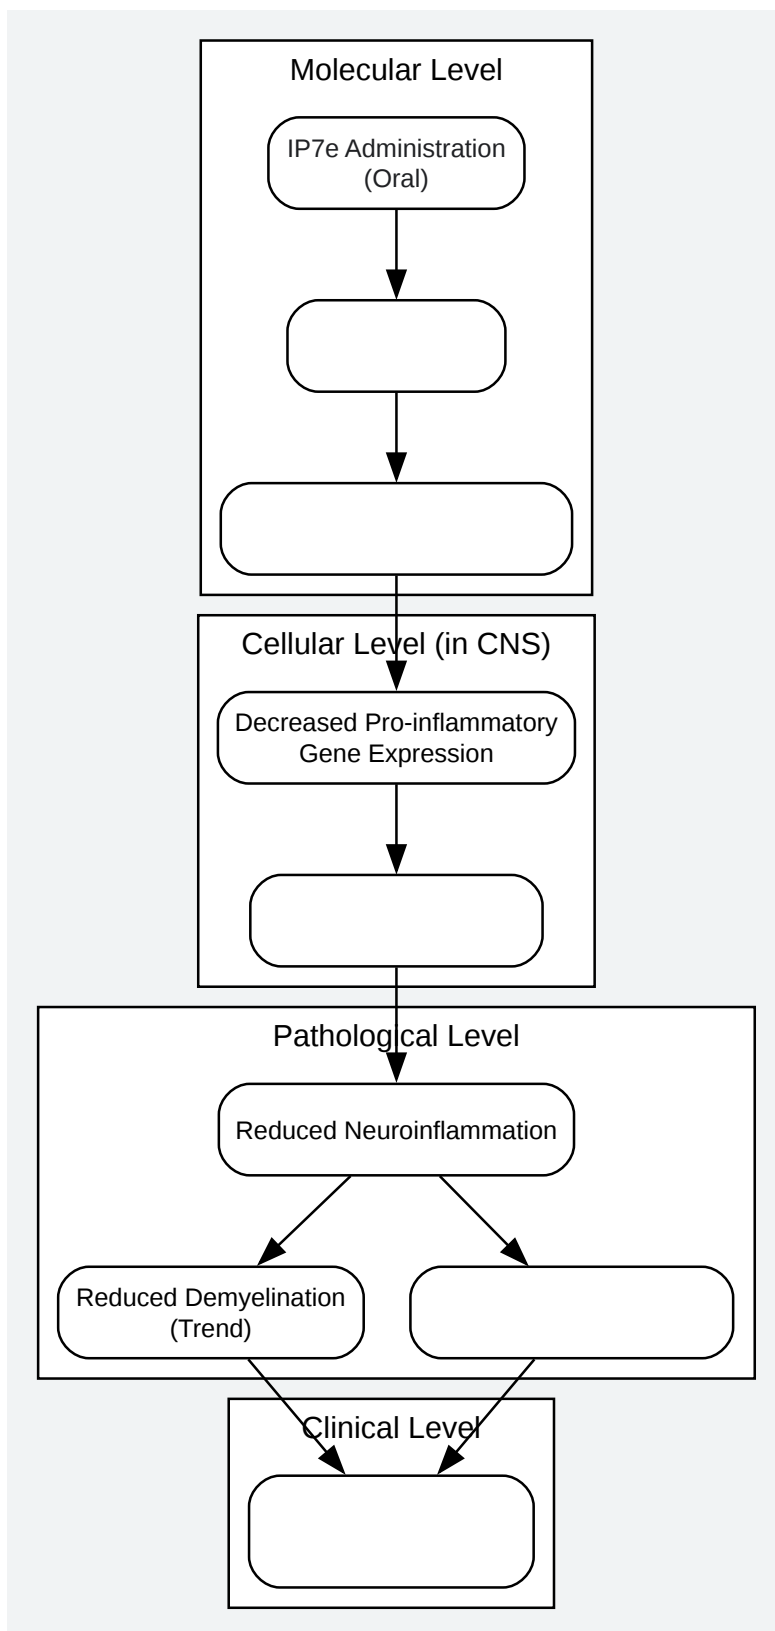 Molecular Level
IP7e Administration
(Oral)
Cellular Level (in CNS)
Decreased Pro-inflammatory
Gene Expression
Pathological Level
Reduced Neuroinflammation
Reduced Demyelination
(Trend)
Clinical Level